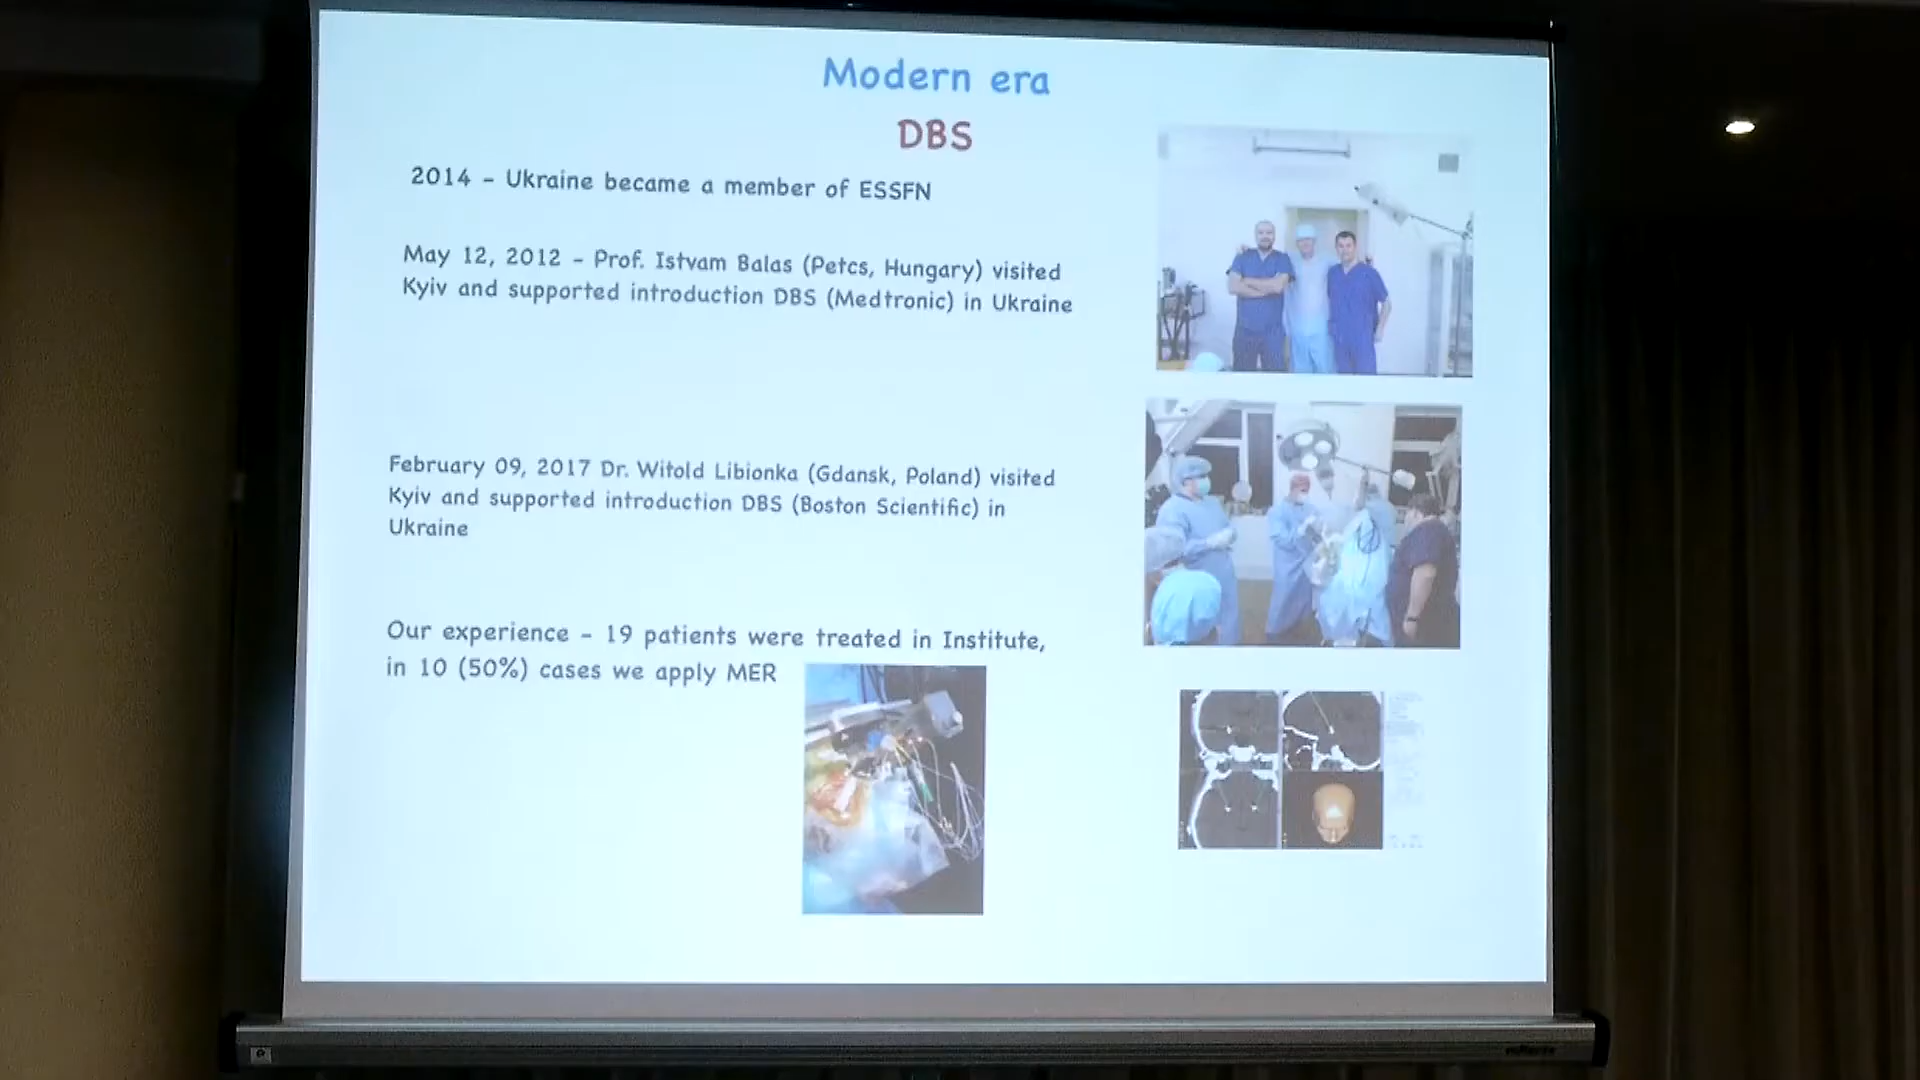 Modern era
DBS
2014 - Ukraine became a member of ESSFN
May 12, 2012 - Prof. Istvam Balas (Petcs, Hungary) visited
Kyiv and supported introduction DBS (Medtronic) in Ukraine
February 09, 2017 Dr. Witold Libionka (Gdansk, Poland) visited
Kyiv and supported introduction DBS (Boston Scientific) in
Ukraine
Our experience - 19 patients were treated in Institute,
in 10 (50%) cases we apply MER